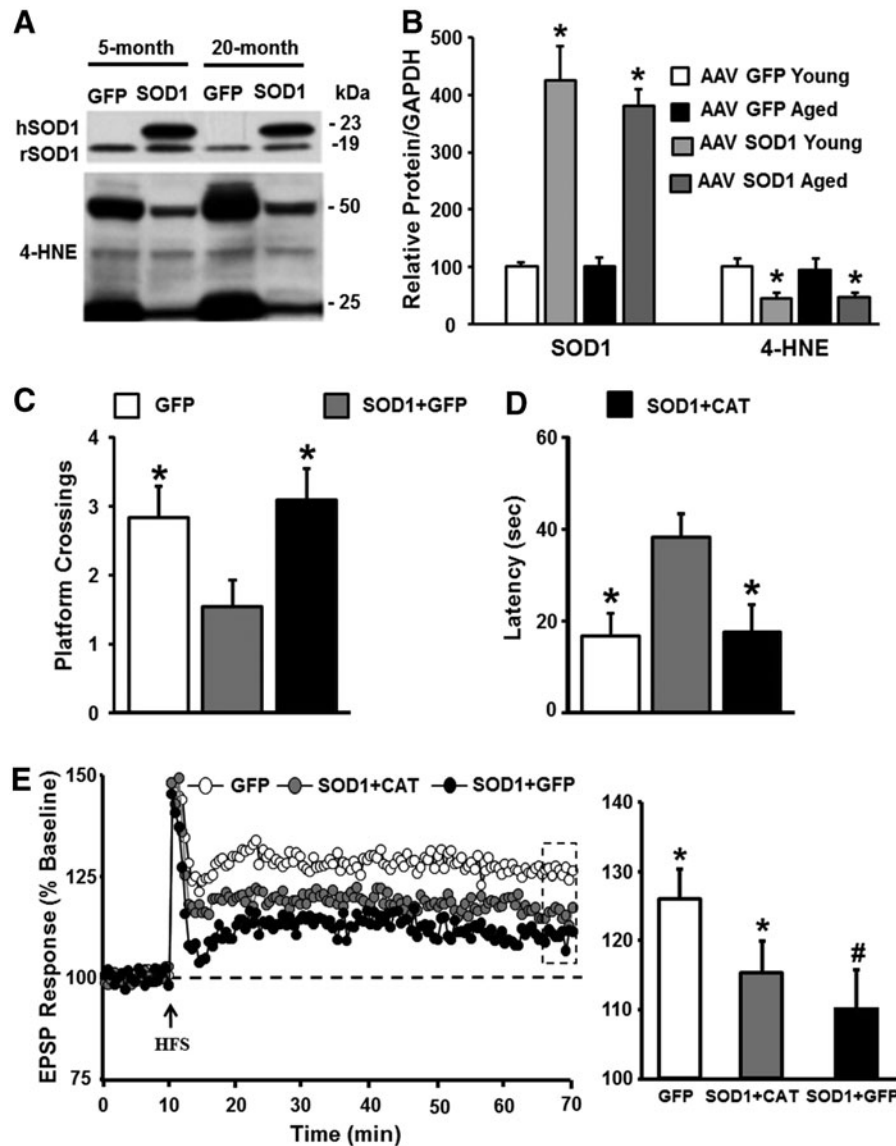 A
5-month 20-month
GFP SOD1 GFP SOD1 kDa
hSOD1 - 23
rSOD1 -19
- 50
4-HNE
- 25
B
Relative Protein/GAPDH
500
400
300
200
100
0
* * * *
AAV GFP Young
AAV GFP Aged
AAV SOD1 Young
AAV SOD1 Aged
SOD1 4-HNE
C
GFP SOD1+GFP
D
SOD1+CAT
Platform Crossings
4
3
2
1
0
* *
Latency (sec)
60
40
20
0
* *
E
EPSP Response (% Baseline)
150
125
100
75
GFP SOD1+CAT SOD1+GFP
HFS
0 10 20 30 40 50 60 70
Time (min)
130
120
110
100
* * #
GFP SOD1+CAT SOD1+GFP